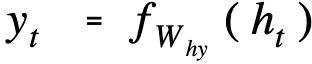 y_t = f_{W_{hy}} ( h_t )